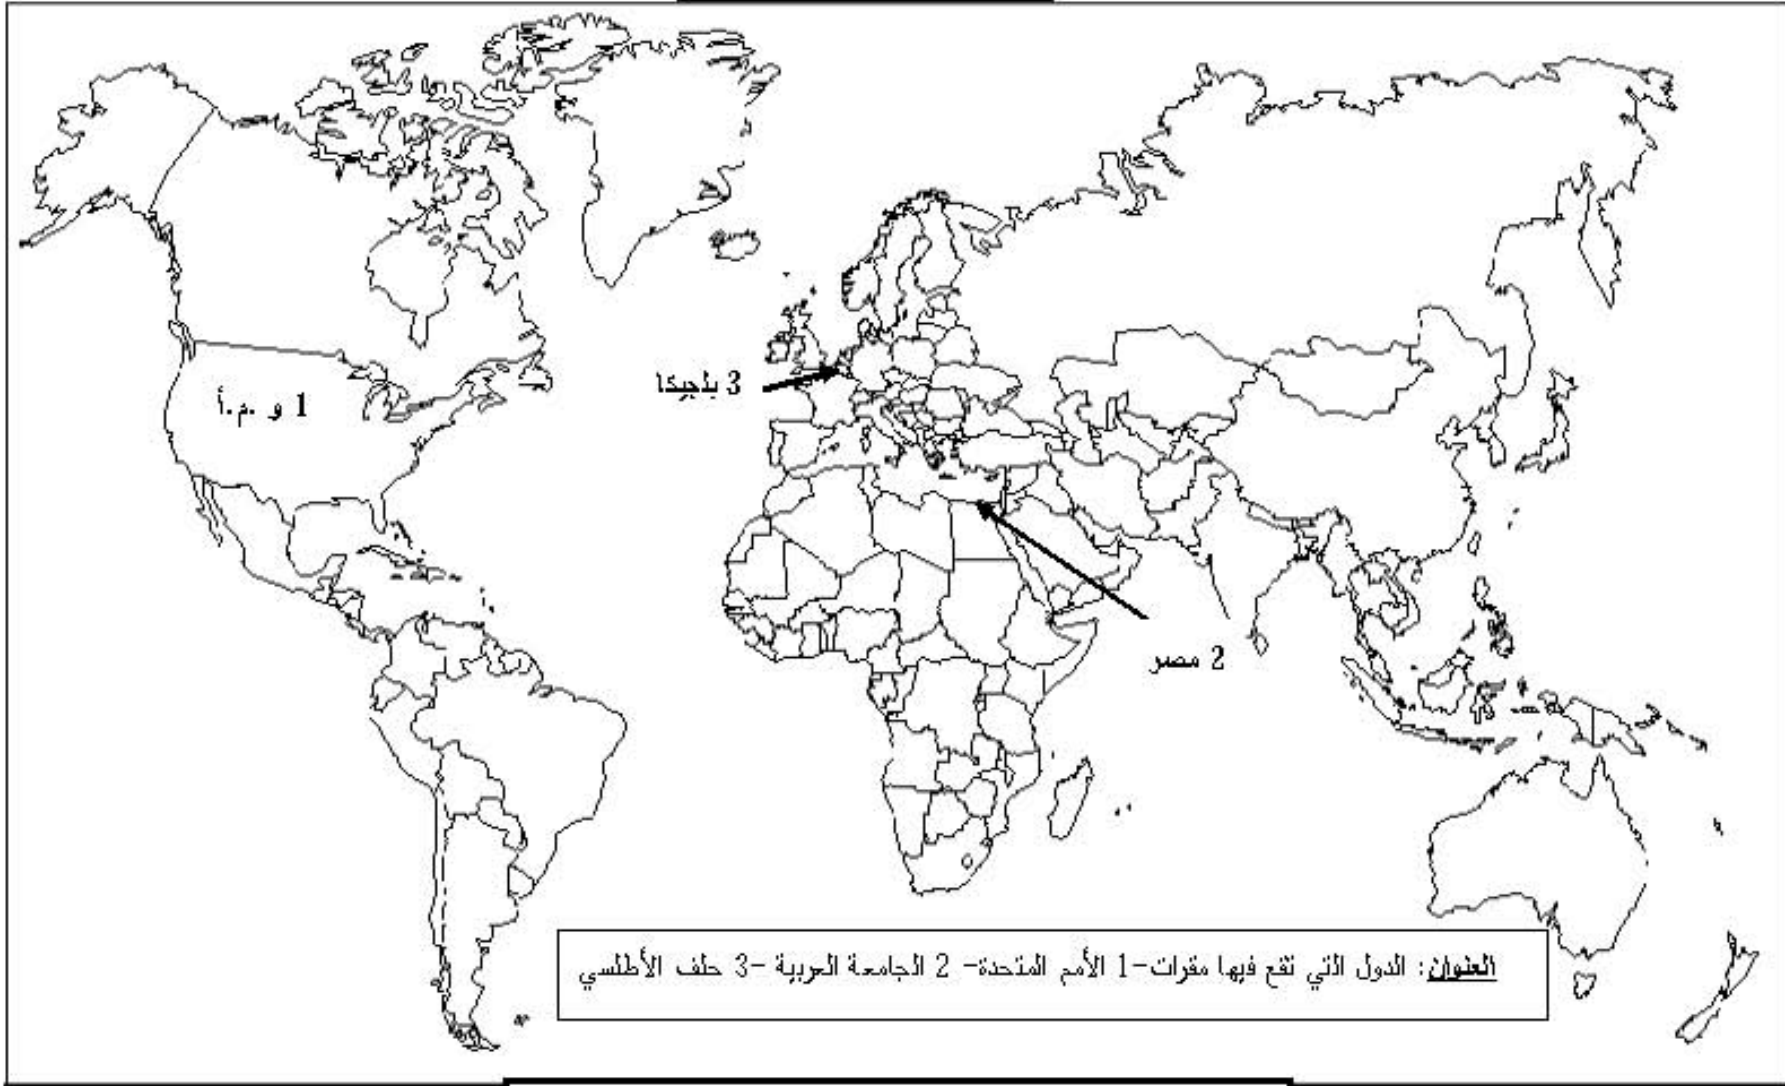 3 بلجيكا
1 و .م.أ
2 مصر
العنوان: الدول التي تقع فيها مقرات-1 الأمم المتحدة- 2 الجامعة العربية -3 حلف الأطلسي